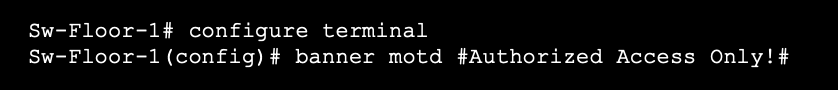 Sw-Floor-1# configure terminal
Sw-Floor-1(config)# banner motd #Authorized Access Only!#